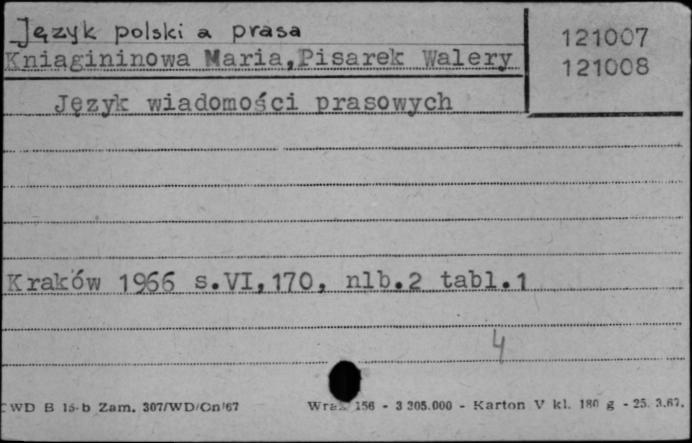 Język polski a prasa
Kniagininowa Maria, Pisarek Walery
121007
121008
Język wiadomości prasowych
Kraków 1966 s.VI,170, nlb.2 tabl.1
4
CWD B 15-b Zam. 307/WD/Cn/67
156 - 3 305.000 - Karton V kl. 180 g - 25. 3.67.